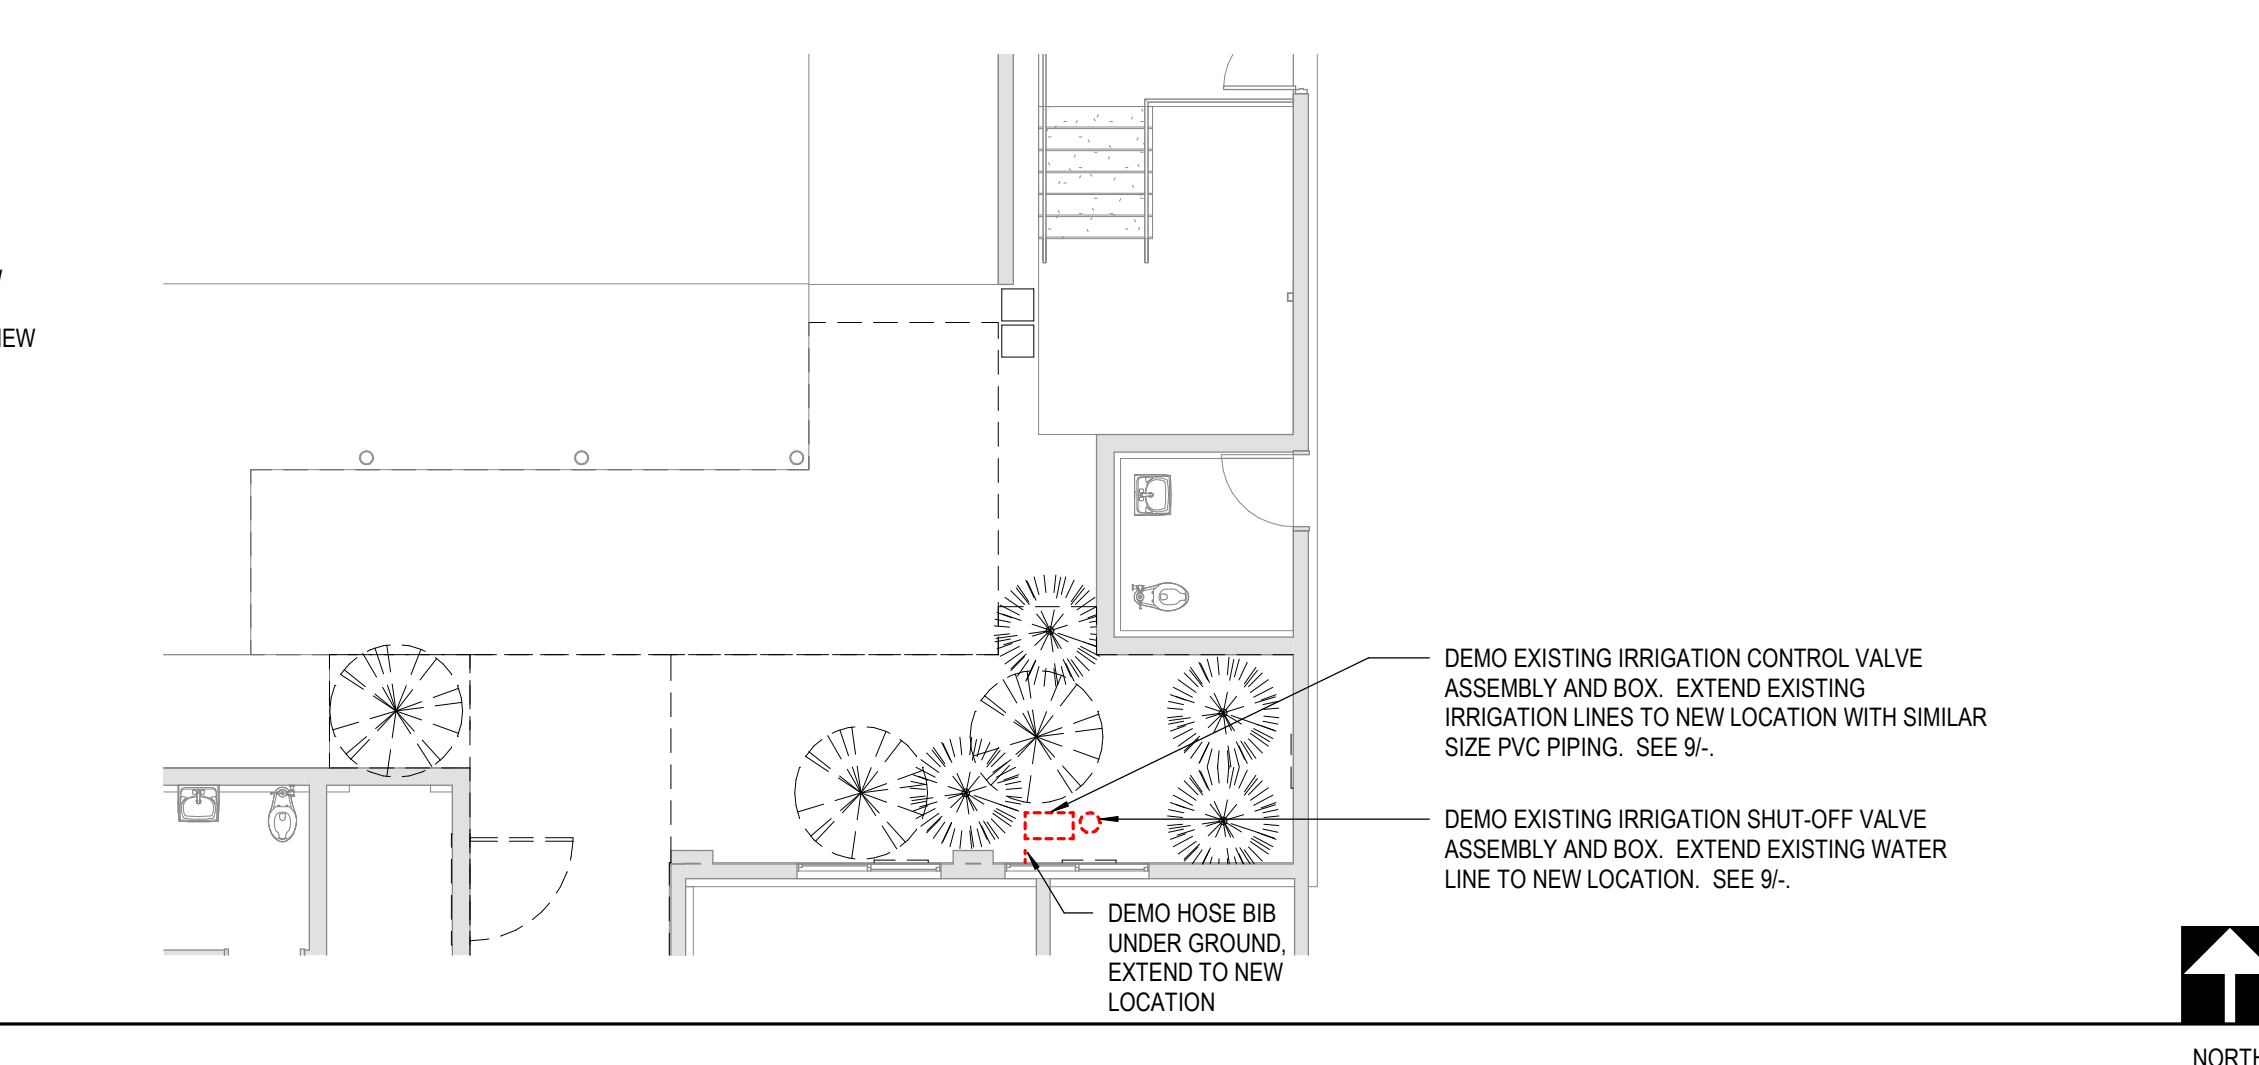 DEMO EXISTING IRRIGATION CONTROL VALVE
ASSEMBLY AND BOX. EXTEND EXISTING
IRRIGATION LINES TO NEW LOCATION WITH SIMILAR
SIZE PVC PIPING. SEE 9/-.
DEMO EXISTING IRRIGATION SHUT-OFF VALVE
ASSEMBLY AND BOX. EXTEND EXISTING WATER
LINE TO NEW LOCATION. SEE 9/-.
DEMO HOSE BIB
UNDER GROUND,
EXTEND TO NEW
LOCATION
NORTH